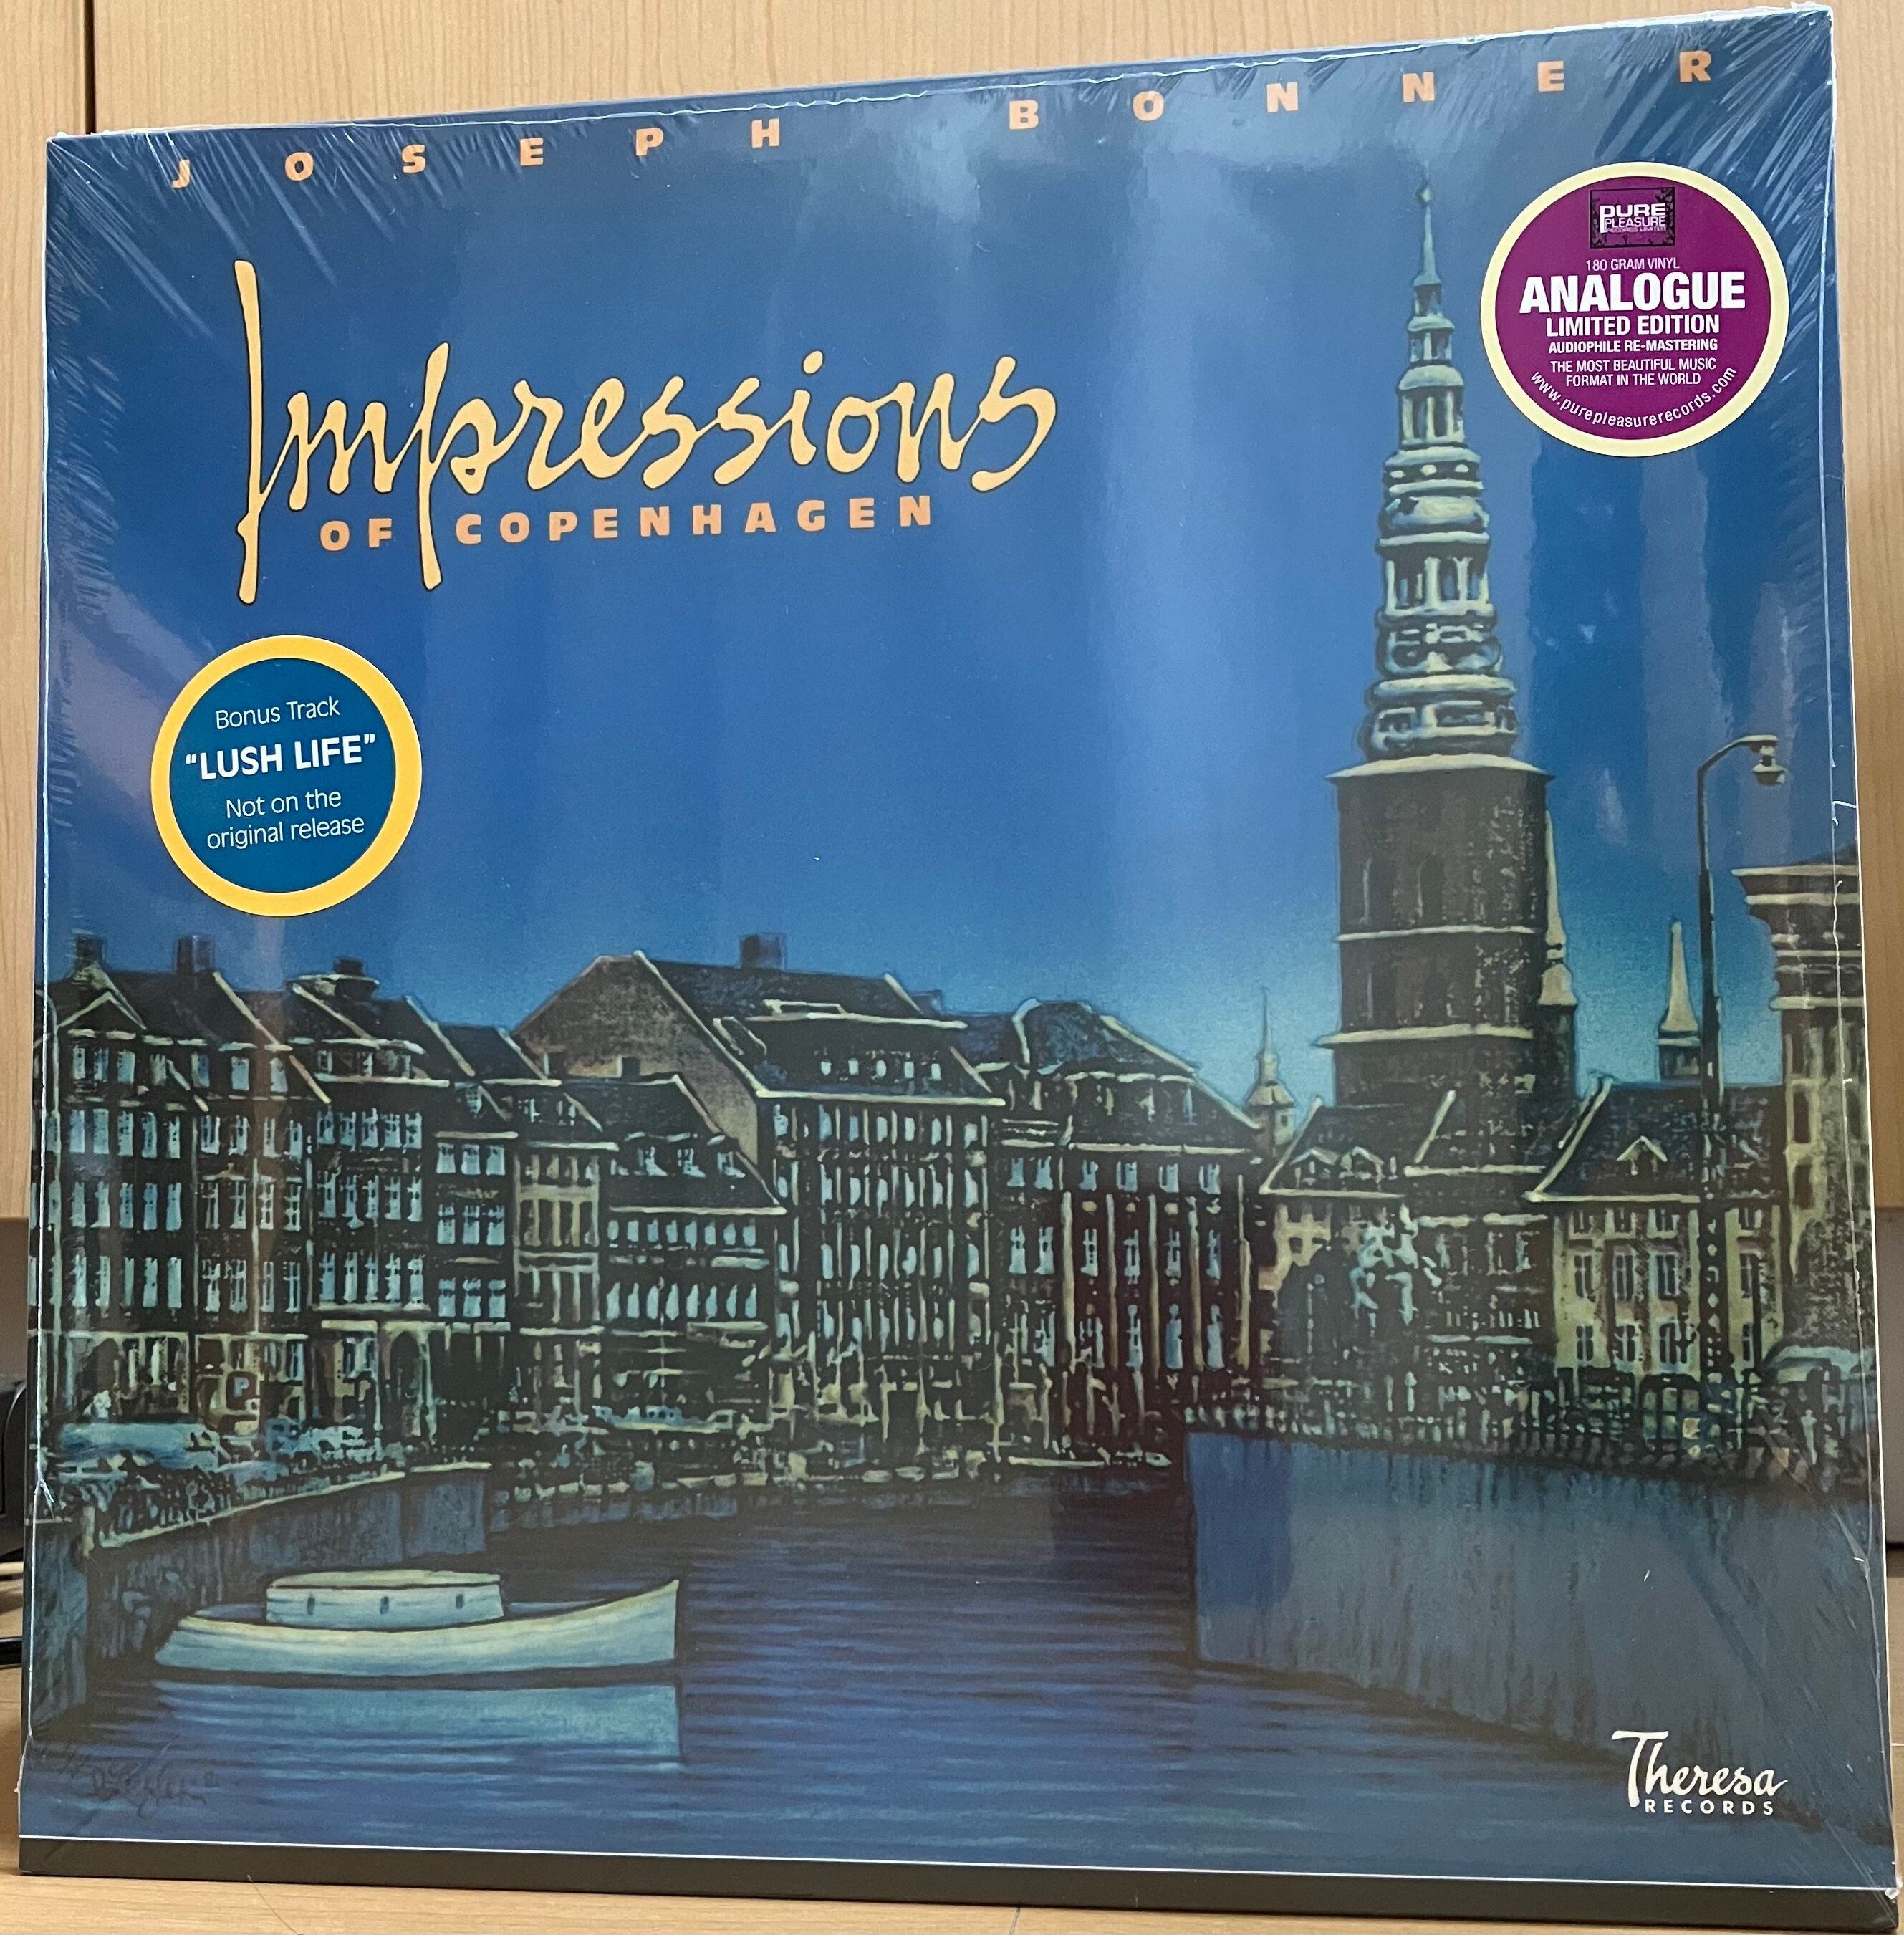 JOSEPH BONNER
Impressions
OF COPENHAGEN
PURE
PLEASURE
RECORDS LIMITED
180 GRAM VINYL
ANALOGUE
LIMITED EDITION
AUDIOPHILE RE-MASTERING
THE MOST BEAUTIFUL MUSIC
FORMAT IN THE WORLD
www.purepleasurerecords.com
Bonus Track
"LUSH LIFE"
Not on the
original release
P
Theresa
RECORDS